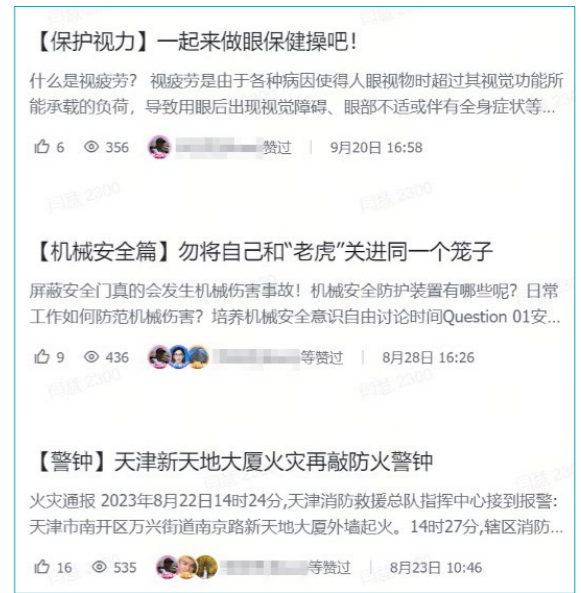 【保护视力】一起来做眼保健操吧！
什么是视疲劳？ 视疲劳是由于各种病因使得人眼视物时超过其视觉功能所
能承载的负荷，导致用眼后出现视觉障碍、眼部不适或伴有全身症状等...
6 356 赞过 9月20日 16:58
【机械安全篇】勿将自己和“老虎”关进同一个笼子
屏蔽安全门真的会发生机械伤害事故！机械安全防护装置有哪些呢？日常
工作如何防范机械伤害？培养机械安全意识自由讨论时间Question 01安...
9 436 等赞过 8月28日 16:26
【警钟】天津新天地大厦火灾再敲防火警钟
火灾通报 2023年8月22日14时24分,天津消防救援总队指挥中心接到报警:
天津市南开区万兴街道南京路新天地大厦外墙起火。14时27分,辖区消防...
16 535 等赞过 8月23日 10:46